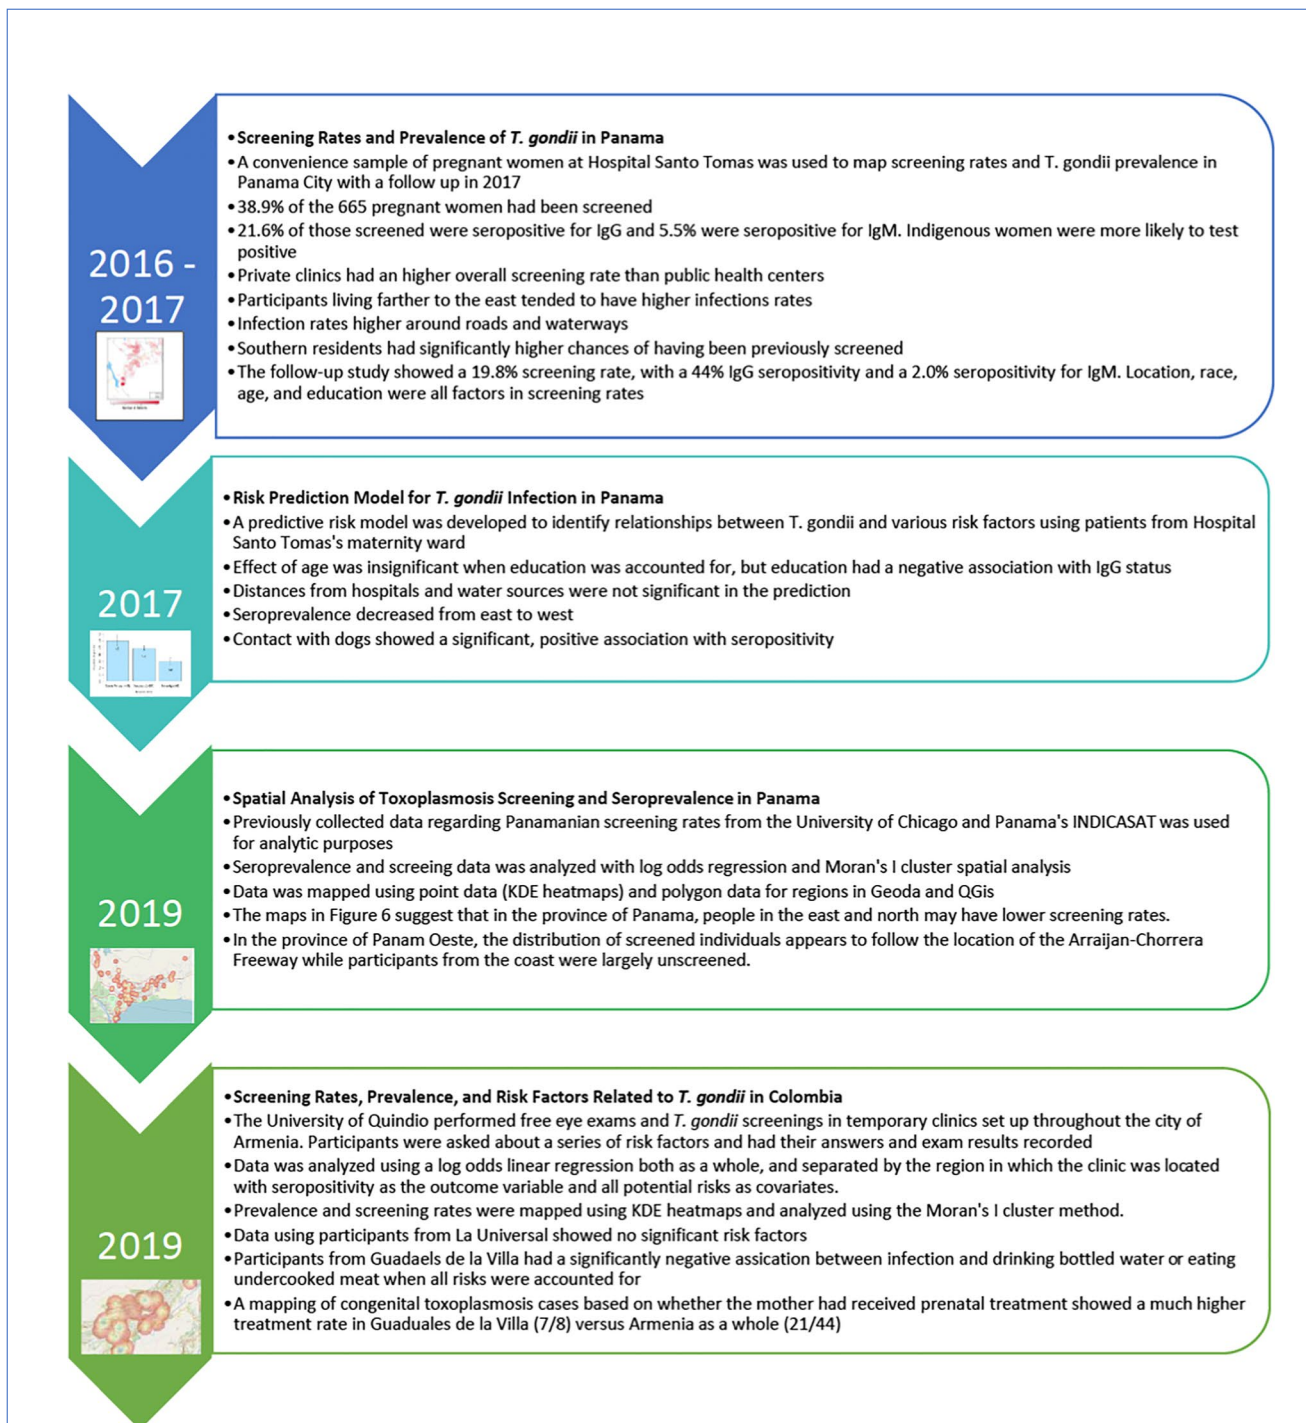 2016 -
2017
•Screening Rates and Prevalence of T. gondii in Panama
•A convenience sample of pregnant women at Hospital Santo Tomas was used to map screening rates and T. gondii prevalence in
Panama City with a follow up in 2017
•38.9% of the 665 pregnant women had been screened
•21.6% of those screened were seropositive for IgG and 5.5% were seropositive for IgM. Indigenous women were more likely to test
positive
•Private clinics had an higher overall screening rate than public health centers
•Participants living farther to the east tended to have higher infections rates
•Infection rates higher around roads and waterways
•Southern residents had significantly higher chances of having been previously screened
•The follow-up study showed a 19.8% screening rate, with a 44% IgG seropositivity and a 2.0% seropositivity for IgM. Location, race,
age, and education were all factors in screening rates
2017
•Risk Prediction Model for T. gondii Infection in Panama
•A predictive risk model was developed to identify relationships between T. gondii and various risk factors using patients from Hospital
Santo Tomas's maternity ward
•Effect of age was insignificant when education was accounted for, but education had a negative association with IgG status
•Distances from hospitals and water sources were not significant in the prediction
•Seroprevalence decreased from east to west
•Contact with dogs showed a significant, positive association with seropositivity
2019
•Spatial Analysis of Toxoplasmosis Screening and Seroprevalence in Panama
•Previously collected data regarding Panamanian screening rates from the University of Chicago and Panama's INDICASAT was used
for analytic purposes
•Seroprevalence and screeing data was analyzed with log odds regression and Moran's I cluster spatial analysis
•Data was mapped using point data (KDE heatmaps) and polygon data for regions in Geoda and QGis
•The maps in Figure 6 suggest that in the province of Panama, people in the east and north may have lower screening rates.
•In the province of Panam Oeste, the distribution of screened individuals appears to follow the location of the Arraijan-Chorrera
Freeway while participants from the coast were largely unscreened.
2019
•Screening Rates, Prevalence, and Risk Factors Related to T. gondii in Colombia
•The University of Quindio performed free eye exams and T. gondii screenings in temporary clinics set up throughout the city of
Armenia. Participants were asked about a series of risk factors and had their answers and exam results recorded
•Data was analyzed using a log odds linear regression both as a whole, and separated by the region in which the clinic was located
with seropositivity as the outcome variable and all potential risks as covariates.
•Prevalence and screening rates were mapped using KDE heatmaps and analyzed using the Moran's I cluster method.
•Data using participants from La Universal showed no significant risk factors
•Participants from Guadaels de la Villa had a significantly negative assication between infection and drinking bottled water or eating
undercooked meat when all risks were accounted for
•A mapping of congenital toxoplasmosis cases based on whether the mother had received prenatal treatment showed a much higher
treatment rate in Guaduales de la Villa (7/8) versus Armenia as a whole (21/44)